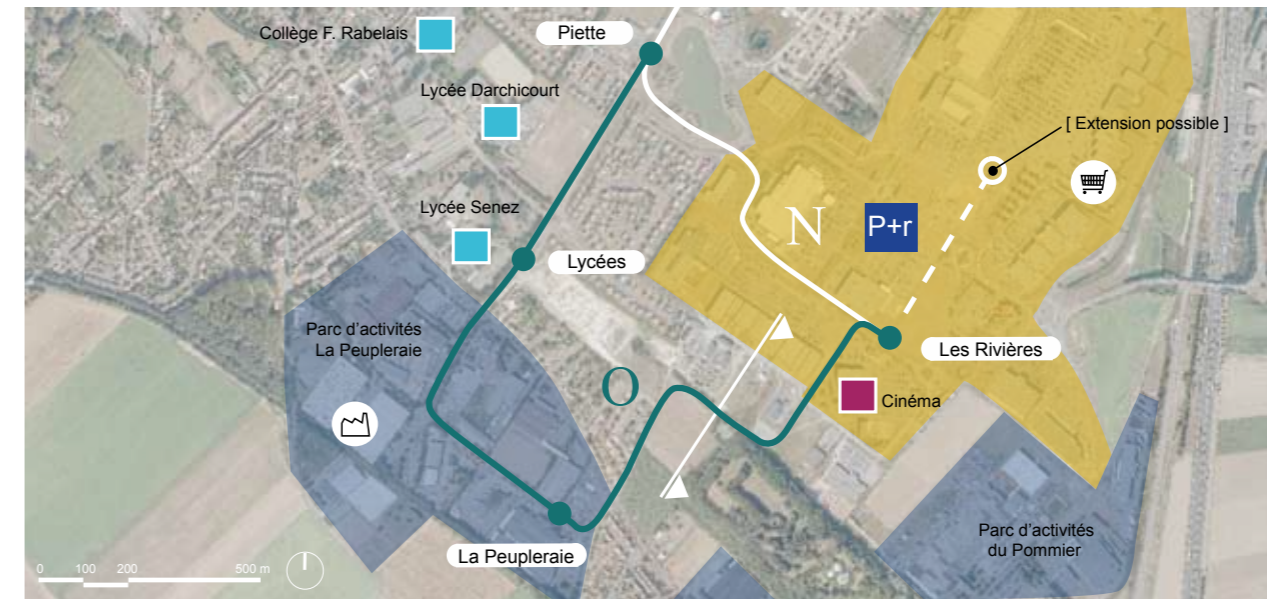 Collège F. Rabelais
Piette
Lycée Darchicourt
[ Extension possible ]
Lycée Senez
N
P+r
Lycées
Parc d'activités
La Peupleraie
Les Rivières
O
Cinéma
Parc d'activités
du Pommier
La Peupleraie
0 100 200 500 m